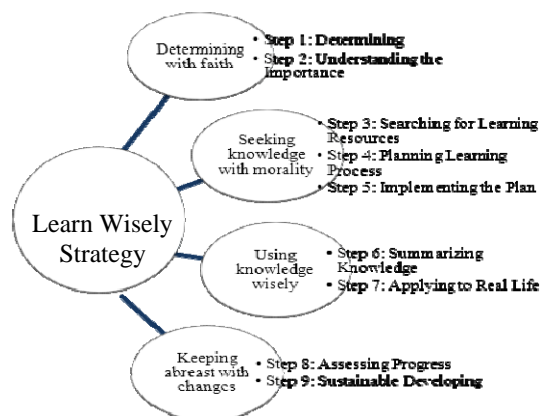 Determining
with faith
• Step 1: Determining
• Step 2: Understanding the
Importance
Seeking
knowledge
with morality
• Step 3: Searching for Learning
Resources
• Step 4: Planning Learning
Process
• Step 5: Implementing the Plan
Learn Wisely
Strategy
Using
knowledge
wisely
• Step 6: Summarizing
Knowledge
• Step 7: Applying to Real Life
Keeping
abreast with
changes
• Step 8: Assessing Progress
• Step 9: Sustainable Developing